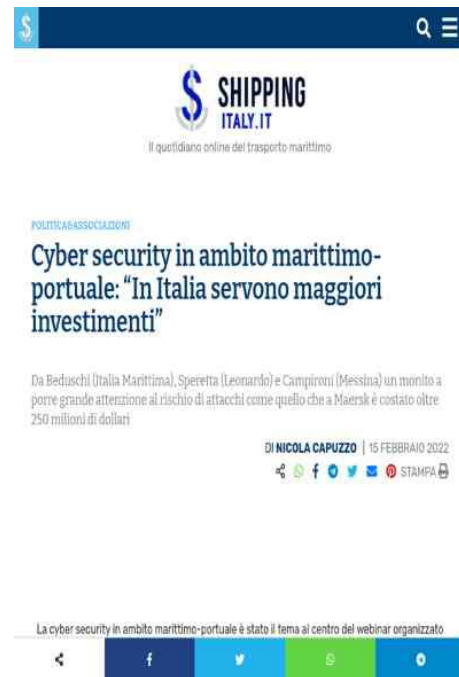 SHIPPING
ITALY.IT
Il quotidiano online del trasporto marittimo
POLITICA&ASSOCIAZIONI
Cyber security in ambito marittimo-
portuale: “In Italia servono maggiori
investimenti”
Da Beduschi (Italia Marittima), Speretta (Leonardo) e Campironi (Messina) un monito a
porre grande attenzione al rischio di attacchi come quello che a Maersk è costato oltre
250 milioni di dollari
DI NICOLA CAPUZZO | 15 FEBBRAIO 2022
STAMPA
La cyber security in ambito marittimo-portuale è stato il tema al centro del webinar organizzato